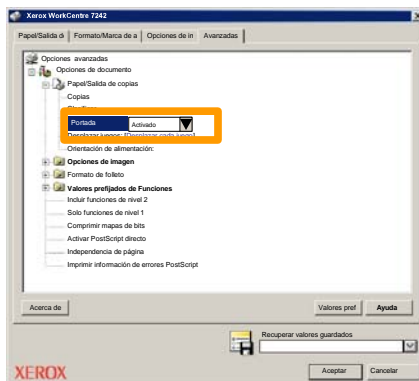 Xerox WorkCentre 7242
Papel/Salida d Formato/Marca de a Opciones de in Avanzadas
Opciones avanzadas
Opciones de documento
Papel/Salida de copias
Copias
Portada Activado
Desplazar juegos: [Desplazar cada juego]
Orientación de alimentación:
Opciones de imagen
Formato de folleto
Valores prefijados de Funciones
Incluir funciones de nivel 2
Solo funciones de nivel 1
Comprimir mapas de bits
Activar PostScript directo
Independencia de página
Imprimir información de errores PostScript
Acerca de Valores pref Ayuda
Recuperar valores guardados
XEROX Aceptar Cancelar